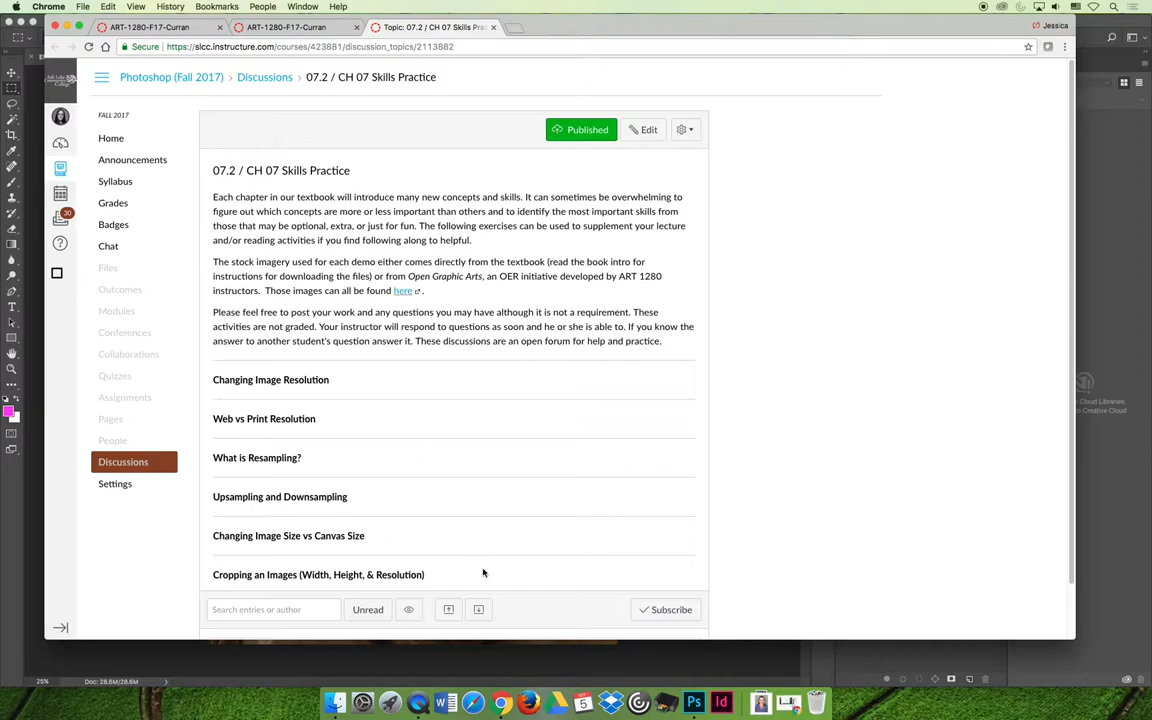 Chrome File Edit View History Bookmarks People Window Help
ART-1280-F17-Curran
ART-1280-F17-Curran
Topic: 07.2 / CH 07 Skills Prac
Jessica
Secure https://slcc.instructure.com/courses/423881/discussion_topics/2113882
Photoshop (Fall 2017) › Discussions › 07.2 / CH 07 Skills Practice
FALL 2017
Home
Announcements
Syllabus
Grades
Badges
Chat
Files
Outcomes
Modules
Conferences
Collaborations
Quizzes
Assignments
Pages
People
Discussions
Settings
30
Published
Edit
07.2 / CH 07 Skills Practice
Each chapter in our textbook will introduce many new concepts and skills. It can sometimes be overwhelming to
figure out which concepts are more or less important than others and to identify the most important skills from
those that may be optional, extra, or just for fun. The following exercises can be used to supplement your lecture
and/or reading activities if you find following along to helpful.
The stock imagery used for each demo either comes directly from the textbook (read the book intro for
instructions for downloading the files) or from Open Graphic Arts, an OER initiative developed by ART 1280
instructors. Those images can all be found here .
Please feel free to post your work and any questions you may have although it is not a requirement. These
activities are not graded. Your instructor will respond to questions as soon and he or she is able to. If you know the
answer to another student's question answer it. These discussions are an open forum for help and practice.
Changing Image Resolution
Web vs Print Resolution
What is Resampling?
Upsampling and Downsampling
Changing Image Size vs Canvas Size
Cropping an Images (Width, Height, & Resolution)
Search entries or author
Unread
Subscribe
Cloud Libraries.
to Creative Cloud
25% Doc: 28.6M/28.6M